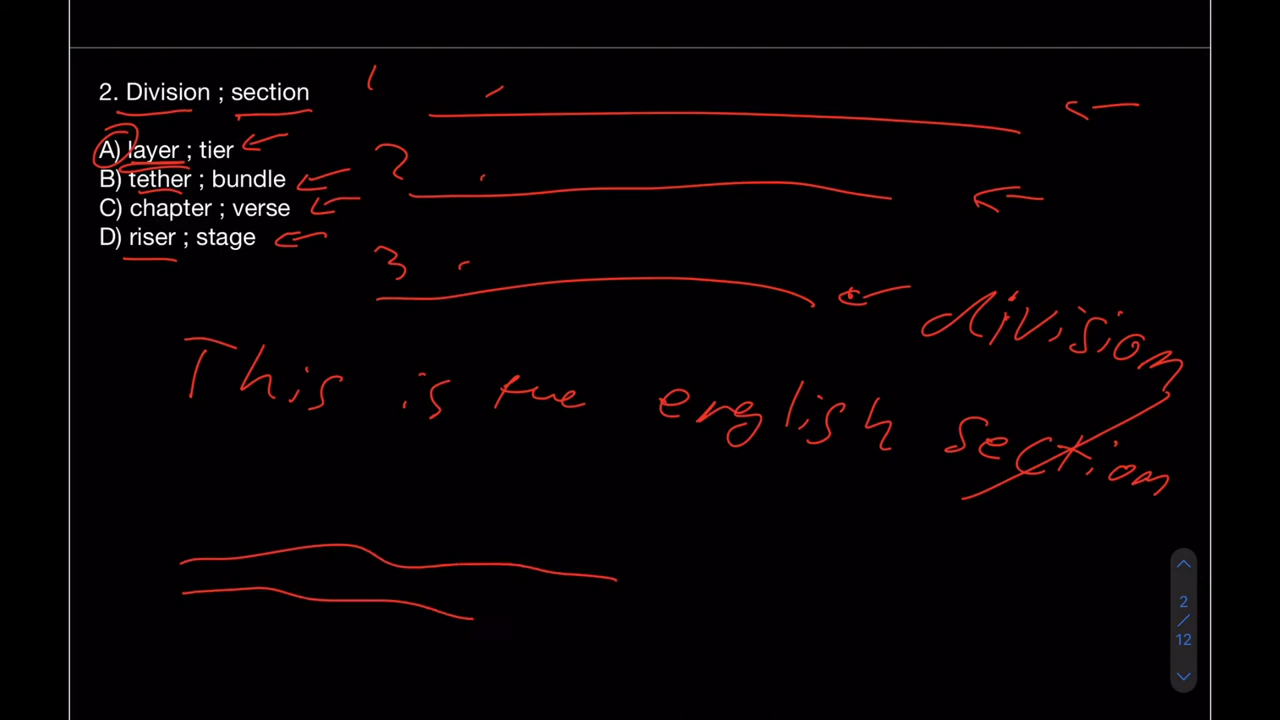 2. Division ; section
A) layer ; tier
B) tether ; bundle
C) chapter ; verse
D) riser ; stage
1
2
3
division
This is the english section
2
/
12